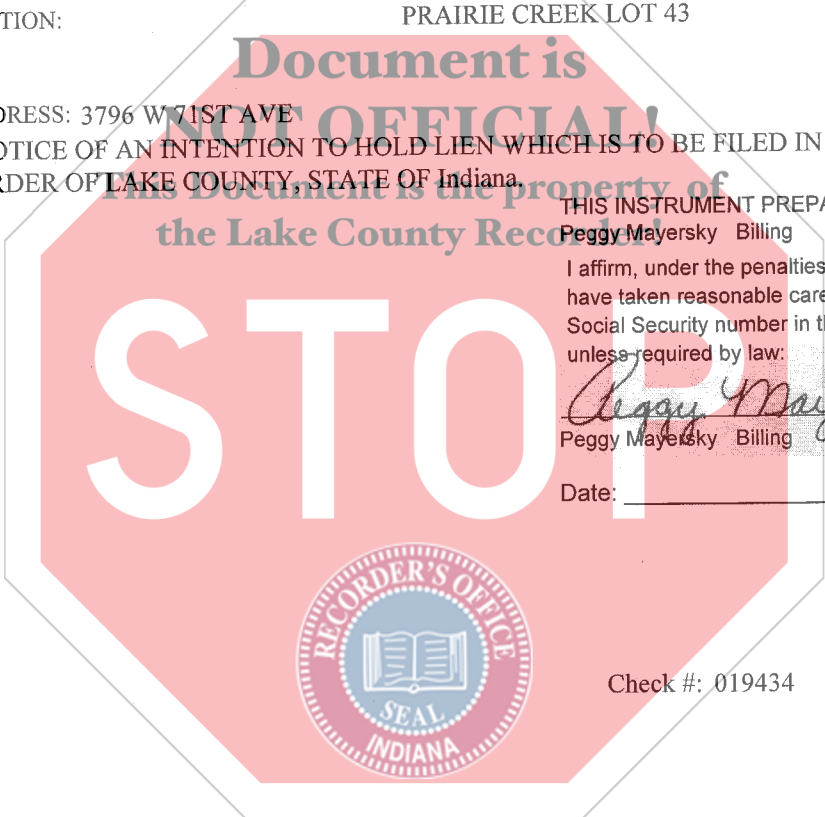 TION: PRAIRIE CREEK LOT 43
Document is
DRESS: 3796 W 71ST AVE
NOT OFFICIAL!
OTICE OF AN INTENTION TO HOLD LIEN WHICH IS TO BE FILED IN
RDER OF LAKE COUNTY, STATE OF Indiana.
This Document is the property of
THIS INSTRUMENT PREPA
the Lake County Recorder!
Peggy Mayersky Billing
I affirm, under the penalties
have taken reasonable care
Social Security number in th
unless required by law:
STOP
Peggy May
Peggy Mayersky Billing
Date:
RECORDER'S OFFICE
SEAL
INDIANA
Check #: 019434